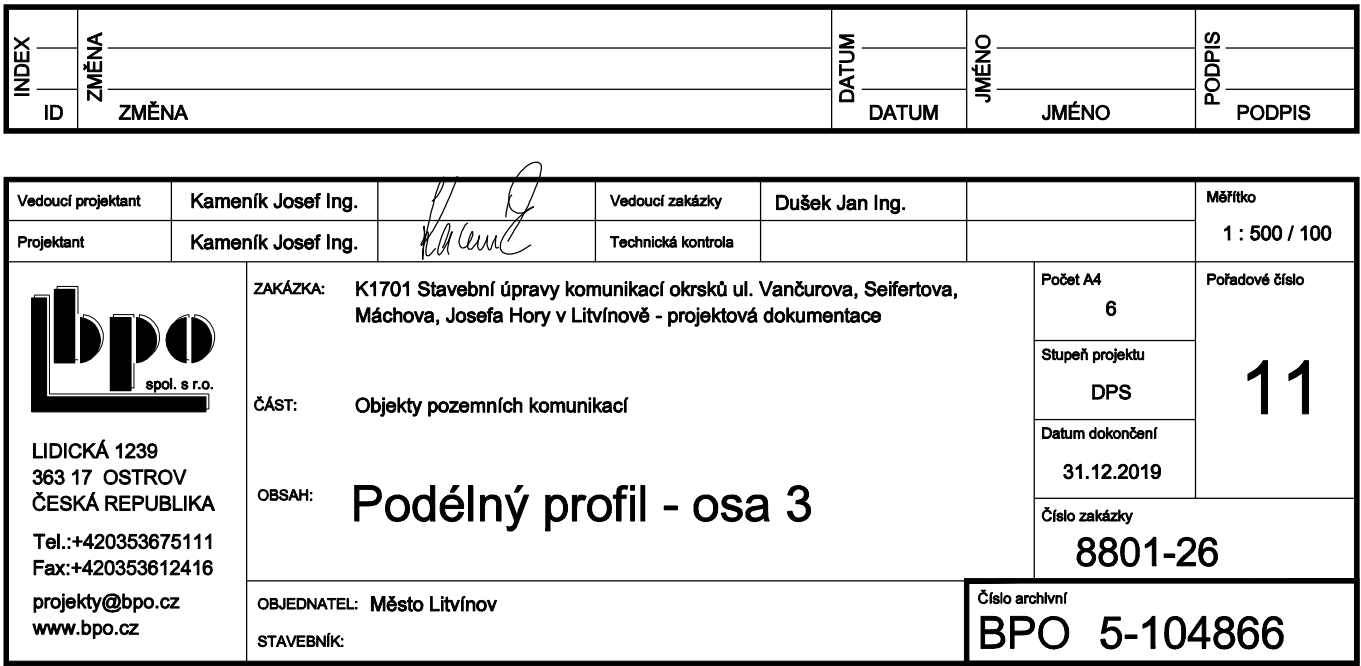 INDEX ZMĚNA DATUM JMÉNO PODPIS
ID ZMĚNA DATUM JMÉNO PODPIS
Vedoucí projektant Kameník Josef Ing. Vedoucí zakázky Dušek Jan Ing. Měřítko
Projektant Kameník Josef Ing. Technická kontrola 1 : 500 / 100
bpo
spol. s r.o.
LIDICKÁ 1239
363 17 OSTROV
ČESKÁ REPUBLIKA
Tel.:+420353675111
Fax:+420353612416
projekty@bpo.cz
www.bpo.cz
ZAKÁZKA: K1701 Stavební úpravy komunikací okrsků ul. Vančurova, Seifertova,
Máchova, Josefa Hory v Litvínově - projektová dokumentace
ČÁST: Objekty pozemních komunikací
OBSAH: Podélný profil - osa 3
OBJEDNATEL: Město Litvínov
STAVEBNÍK:
Počet A4
6
Stupeň projektu
DPS
Datum dokončení
31.12.2019
Pořadové číslo
11
Číslo zakázky
8801-26
Číslo archivní
BPO 5-104866